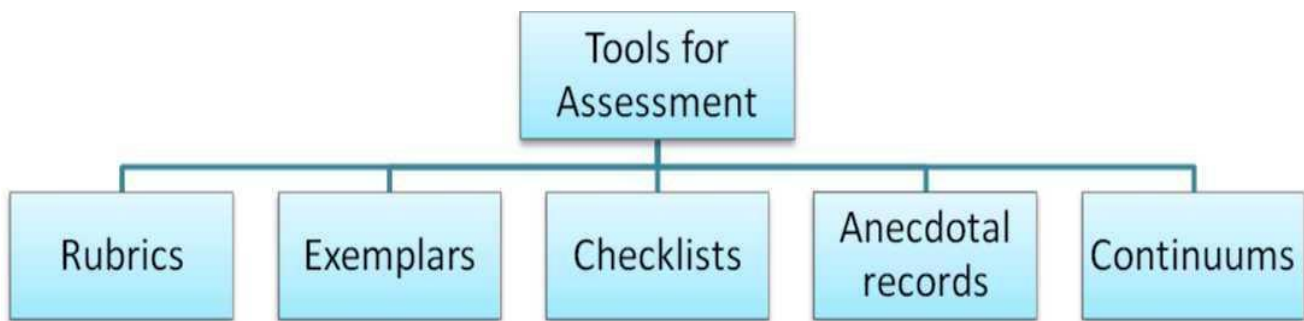 Tools for
Assessment
Rubrics
Exemplars
Checklists
Anecdotal
records
Continuums